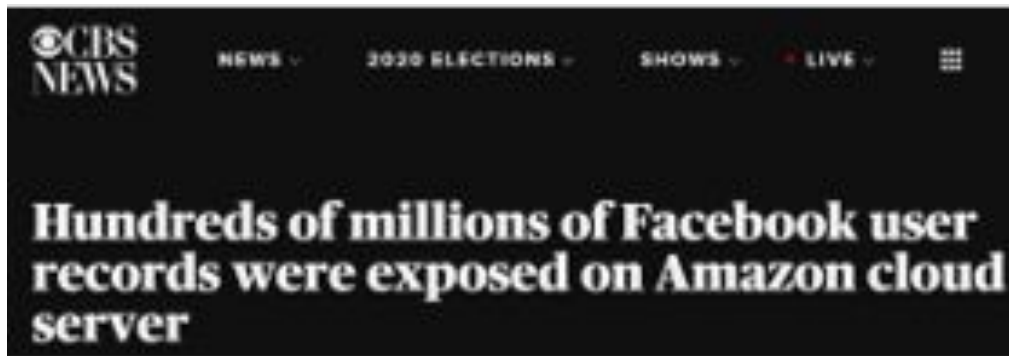 CBS
NEWS
NEWS
2020 ELECTIONS
SHOWS
LIVE
Hundreds of millions of Facebook user
records were exposed on Amazon cloud
server